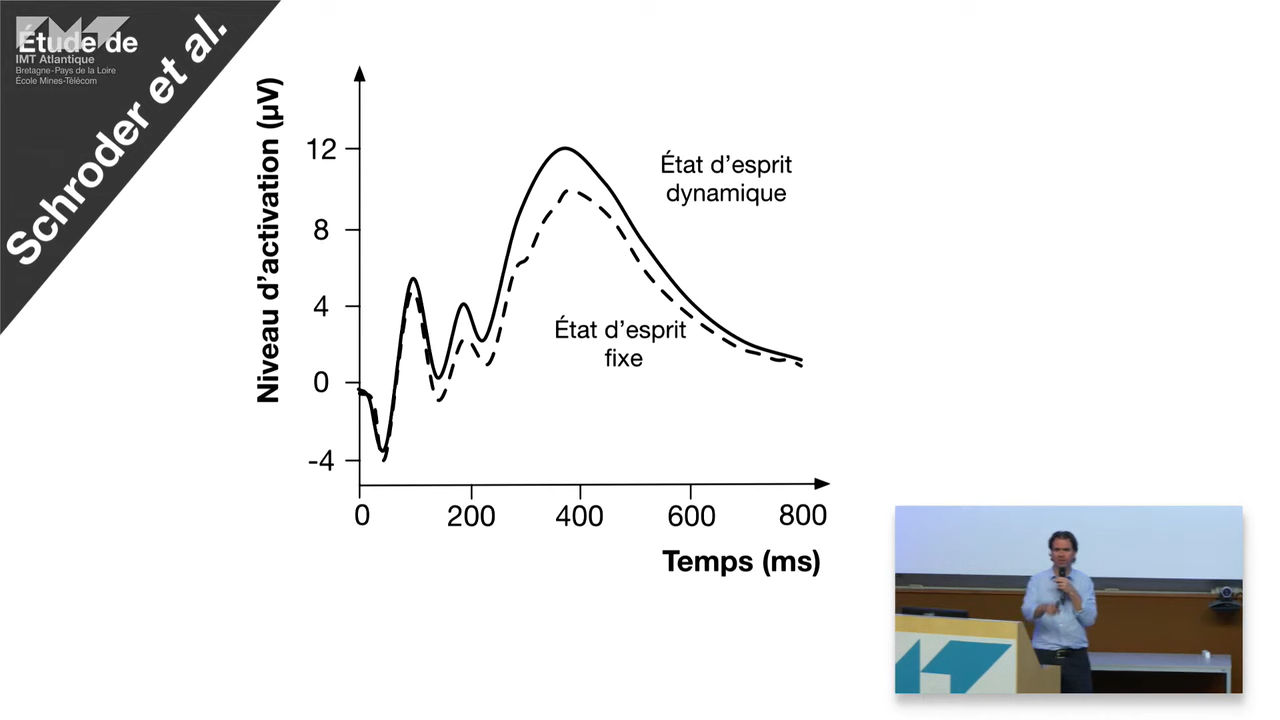 Étude de
IMT Atlantique
Bretagne-Pays de la Loire
École Mines-Télécom
Schroder et al.
Niveau d’activation (µV)
12
8
4
0
-4
État d’esprit
dynamique
État d’esprit
fixe
0 200 400 600 800
Temps (ms)